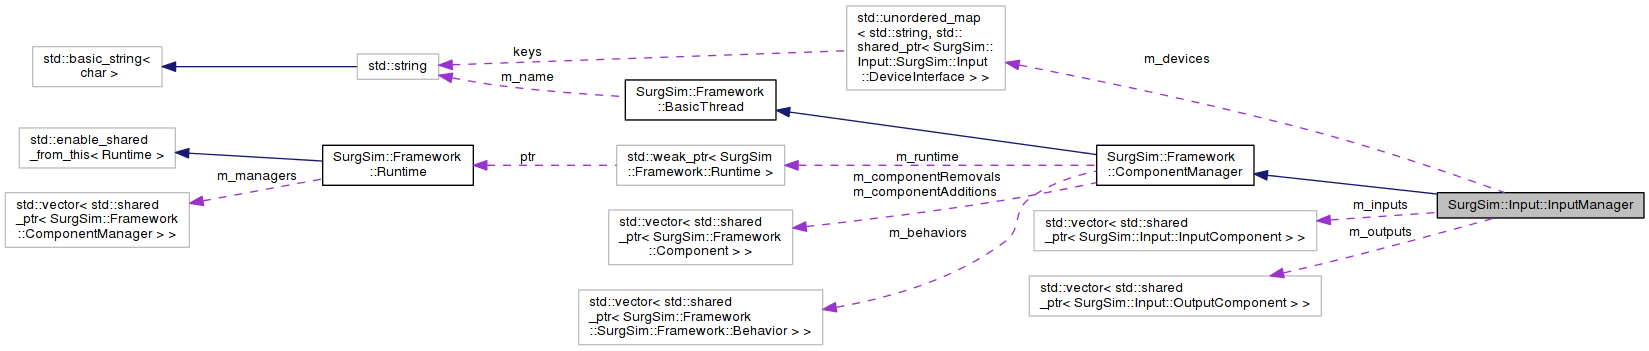 std::basic_string<
char >
std::string
keys
m_name
std::unordered_map
< std::string, std::
shared_ptr< SurgSim::
Input::SurgSim::Input
::DeviceInterface > >
m_devices
SurgSim::Framework
::BasicThread
std::enable_shared
_from_this< Runtime >
SurgSim::Framework
::Runtime
ptr
std::weak_ptr< SurgSim
::Framework::Runtime >
m_runtime
SurgSim::Framework
::ComponentManager
m_managers
m_componentRemovals
m_componentAdditions
std::vector< std::shared
_ptr< SurgSim::Framework
::ComponentManager > >
std::vector< std::shared
_ptr< SurgSim::Framework
::Component > >
m_behaviors
std::vector< std::shared
_ptr< SurgSim::Input::InputComponent > >
m_inputs
m_outputs
SurgSim::Input::InputManager
std::vector< std::shared
_ptr< SurgSim::Framework
::SurgSim::Framework::Behavior > >
std::vector< std::shared
_ptr< SurgSim::Input::OutputComponent > >